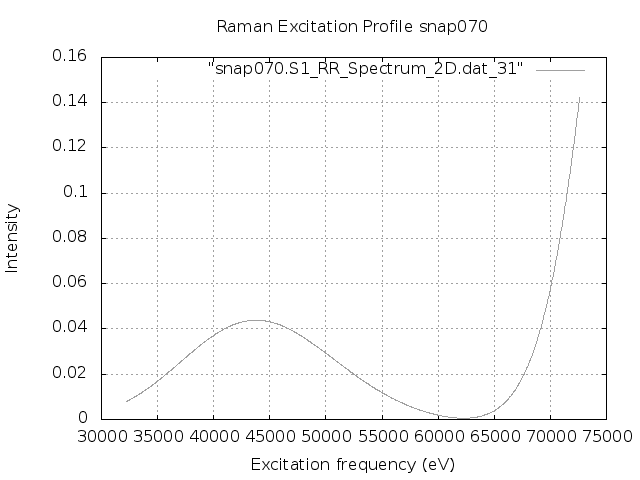 Raman Excitation Profile snap070
"snap070.S1_RR_Spectrum_2D.dat_31"
0.16
0.14
0.12
0.1
0.08
0.06
0.04
0.02
0
Intensity
30000 35000 40000 45000 50000 55000 60000 65000 70000 75000
Excitation frequency (eV)